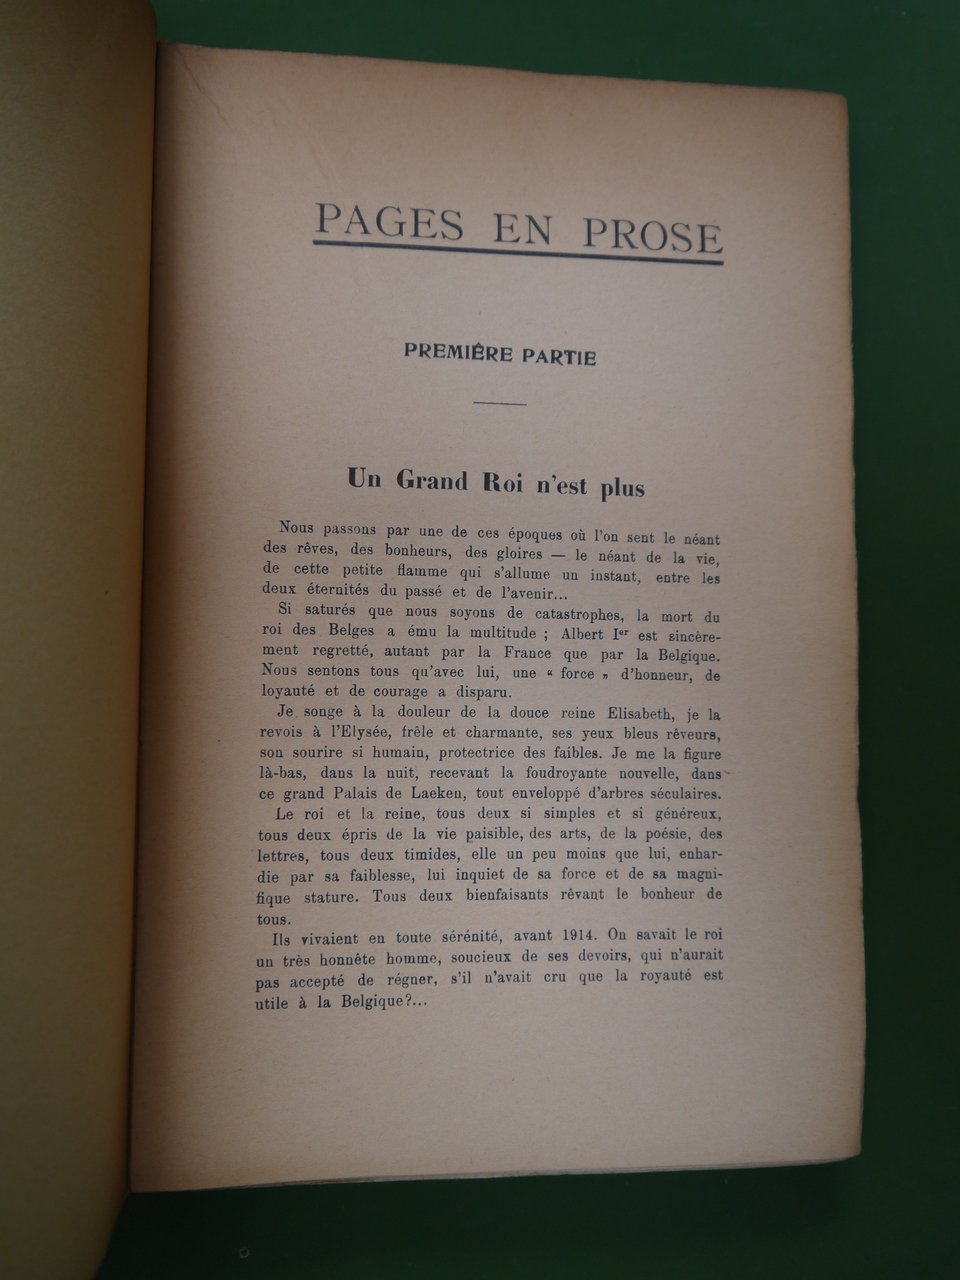 PAGES EN PROSE
PREMIÈRE PARTIE
Un Grand Roi n'est plus
Nous passons par une de ces époques où l'on sent le néant
des rêves, des bonheurs, des gloires — le néant de la vie,
de cette petite flamme qui s'allume un instant, entre les
deux éternités du passé et de l'avenir...
Si saturés que nous soyons de catastrophes, la mort du
roi des Belges a ému la multitude ; Albert Ier est sincère-
ment regretté, autant par la France que par la Belgique.
Nous sentons tous qu'avec lui, une « force » d'honneur, de
loyauté et de courage a disparu.
Je songe à la douleur de la douce reine Elisabeth, je la
revois à l'Elysée, frêle et charmante, ses yeux bleus rêveurs,
son sourire si humain, protectrice des faibles. Je me la figure
là-bas, dans la nuit, recevant la foudroyante nouvelle, dans
ce grand Palais de Laeken, tout enveloppé d'arbres séculaires.
Le roi et la reine, tous deux si simples et si généreux,
tous deux épris de la vie paisible, des arts, de la poésie, des
lettres, tous deux timides, elle un peu moins que lui, enhar-
die par sa faiblesse, lui inquiet de sa force et de sa magni-
fique stature. Tous deux bienfaisants rêvant le bonheur de
tous.
Ils vivaient en toute sérénité, avant 1914. On savait le roi
un très honnête homme, soucieux de ses devoirs, qui n'aurait
pas accepté de régner, s'il n'avait cru que la royauté est
utile à la Belgique?...